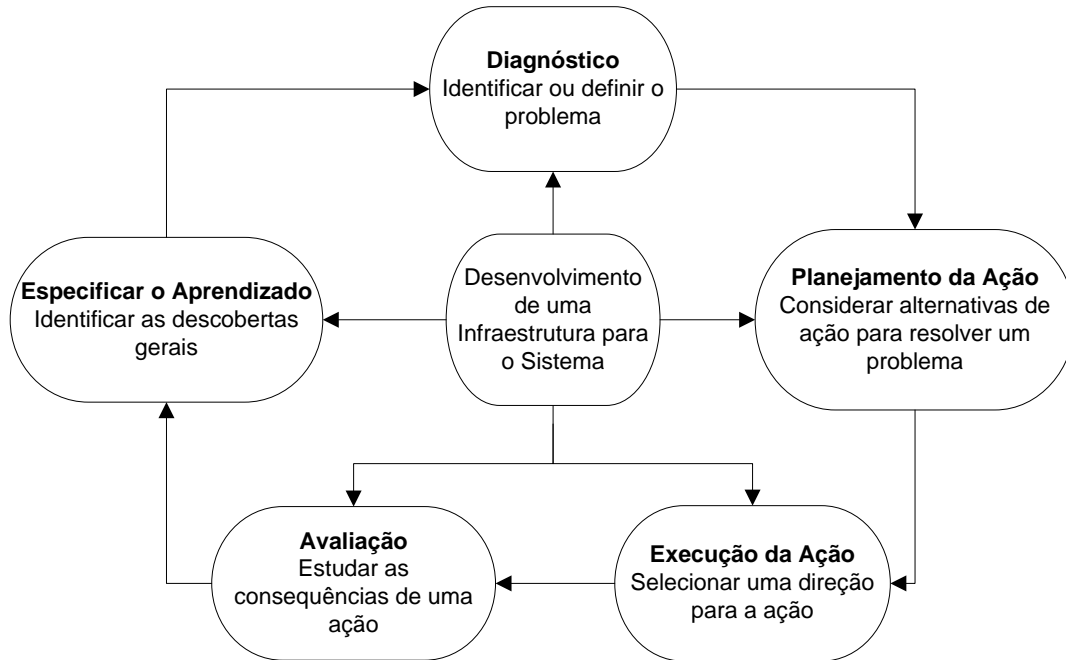 Diagnóstico
Identificar ou definir o
problema
Especificar o Aprendizado
Identificar as descobertas
gerais
Desenvolvimento
de uma
Infraestrutura para
o Sistema
Planejamento da Ação
Considerar alternativas de
ação para resolver um
problema
Avaliação
Estudar as
consequências de uma
ação
Execução da Ação
Selecionar uma direção
para a ação